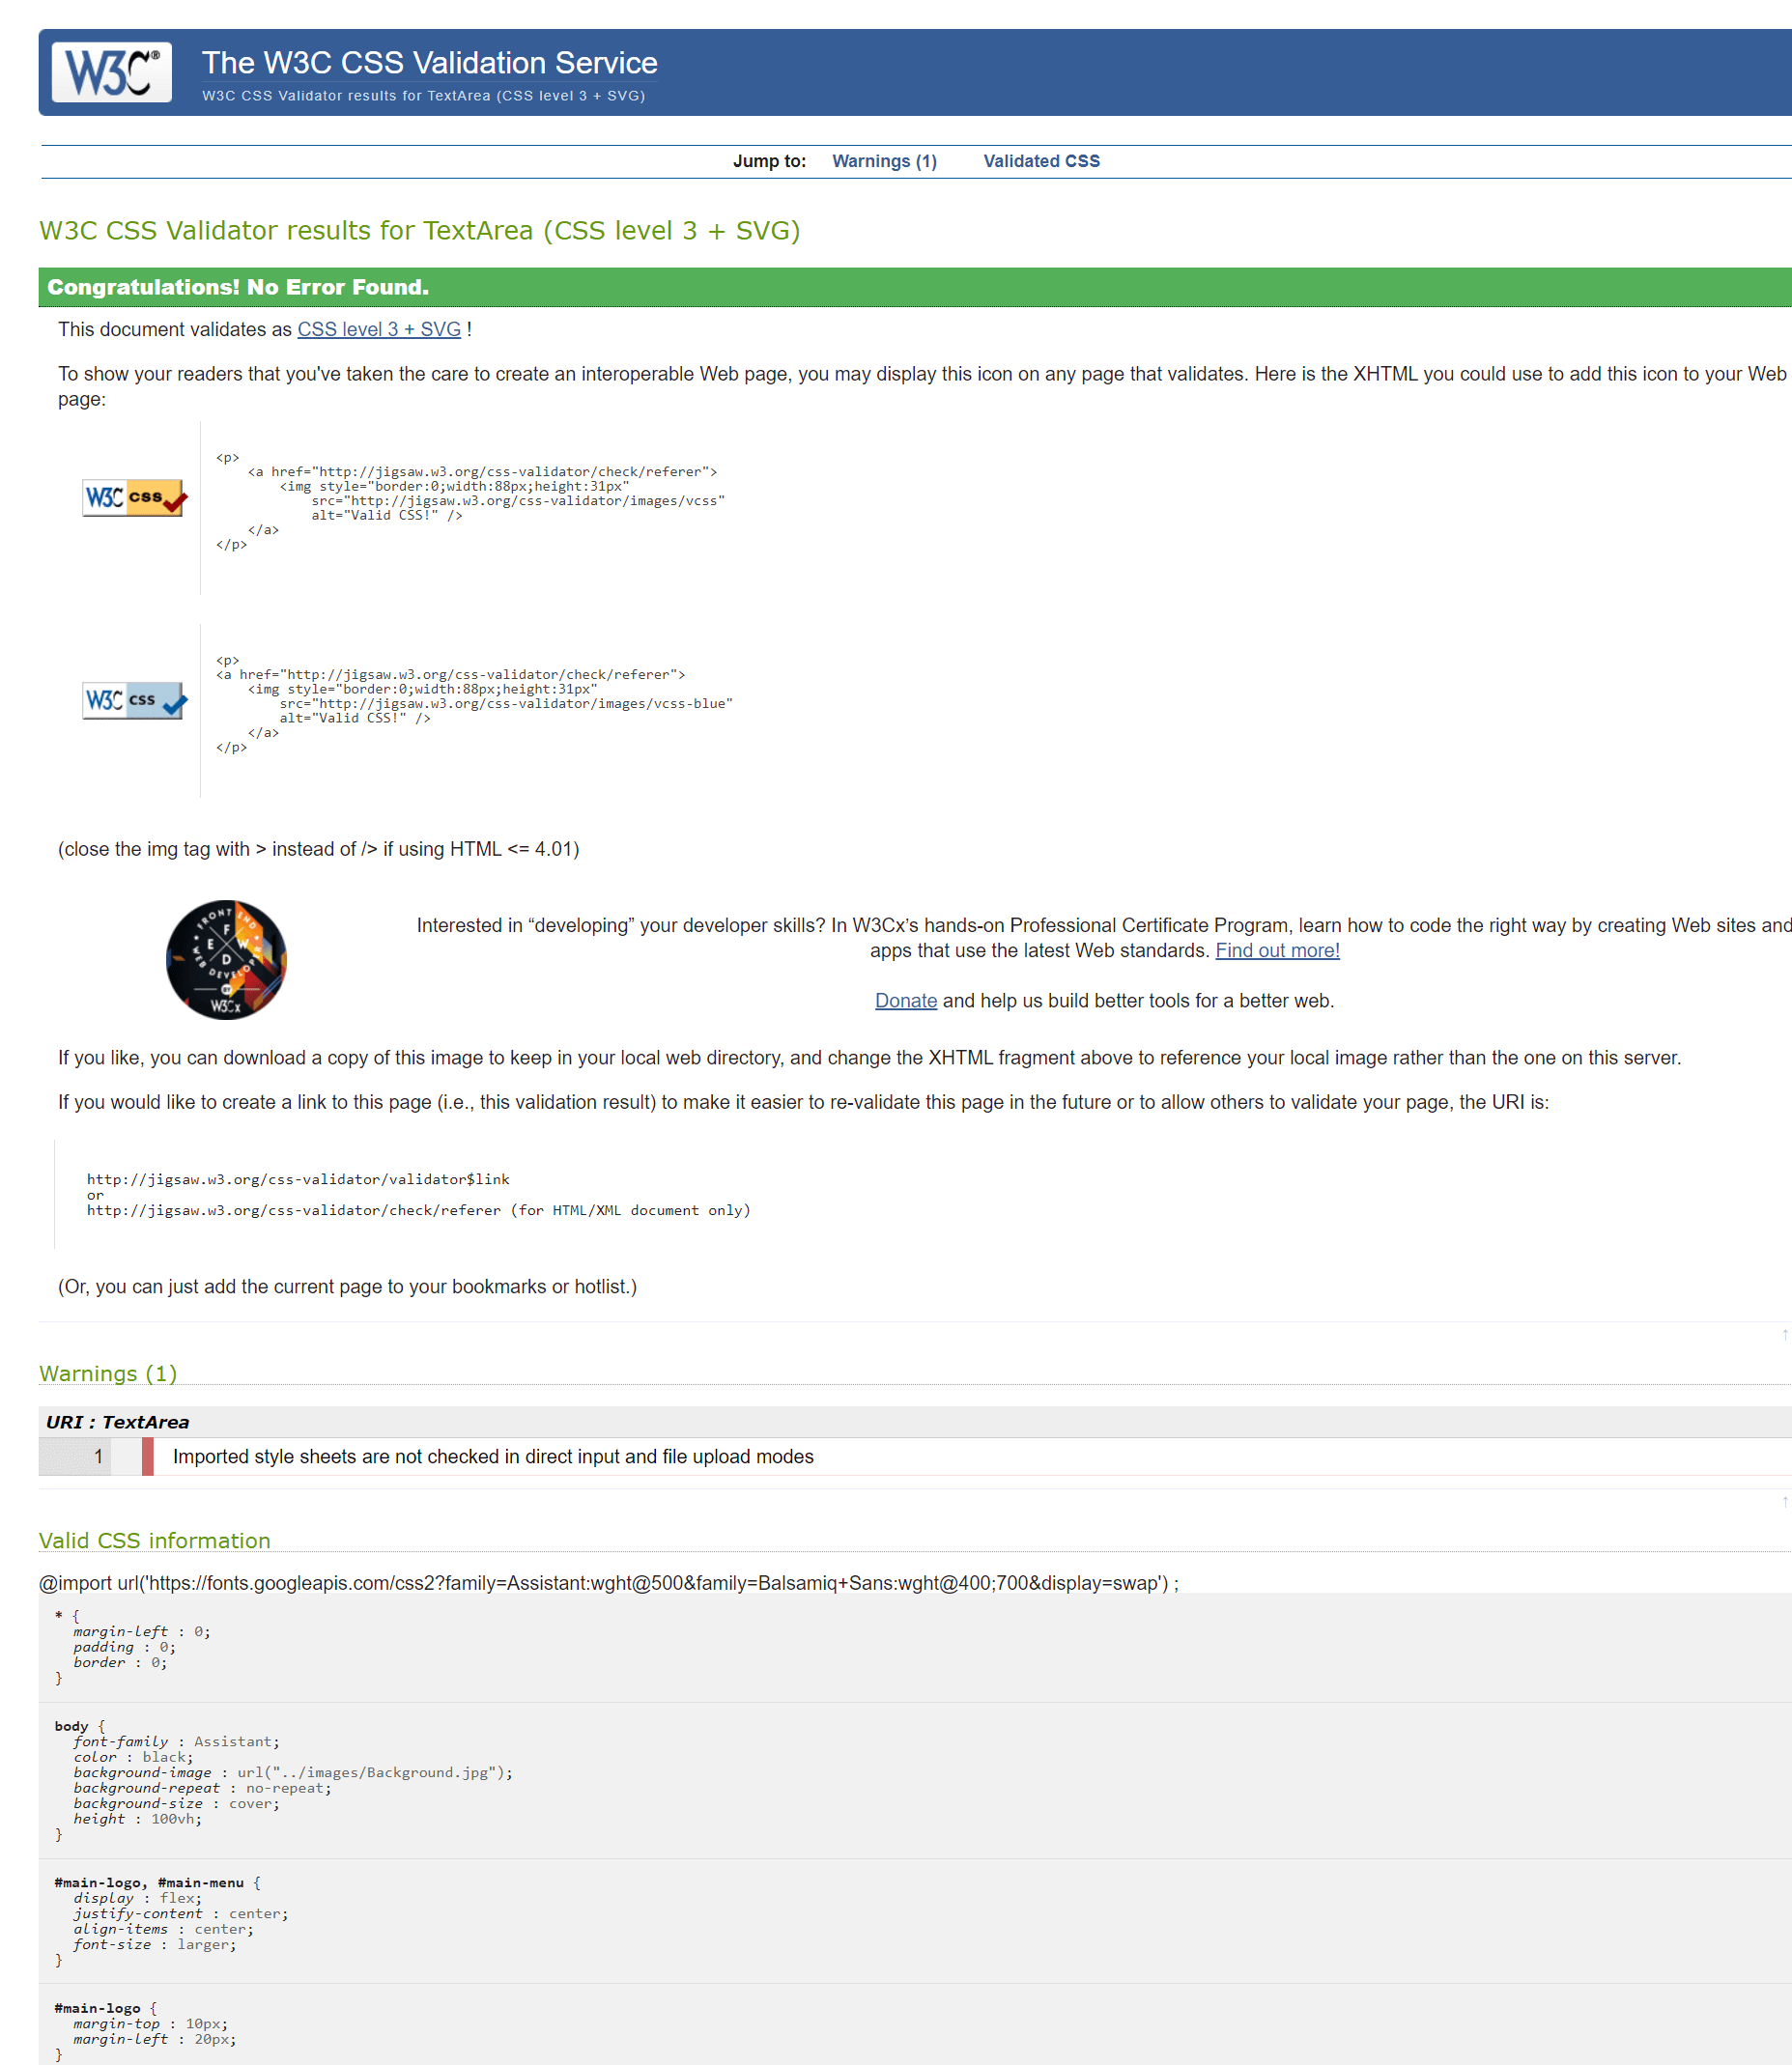 W3C®
The W3C CSS Validation Service
W3C CSS Validator results for TextArea (CSS level 3 + SVG)
Jump to: Warnings (1) Validated CSS
W3C CSS Validator results for TextArea (CSS level 3 + SVG)
Congratulations! No Error Found.
This document validates as CSS level 3 + SVG !
To show your readers that you've taken the care to create an interoperable Web page, you may display this icon on any page that validates. Here is the XHTML you could use to add this icon to your Web
page:
W3C css
<p>
<a href="http://jigsaw.w3.org/css-validator/check/referer">
<img style="border:0;width:88px;height:31px"
src="http://jigsaw.w3.org/css-validator/images/vcss"
alt="Valid CSS!" />
</a>
</p>
W3C css
<p>
<a href="http://jigsaw.w3.org/css-validator/check/referer">
<img style="border:0;width:88px;height:31px"
src="http://jigsaw.w3.org/css-validator/images/vcss-blue"
alt="Valid CSS!" />
</a>
</p>
(close the img tag with > instead of /> if using HTML <= 4.01)
FRONT END
F E W D
WEB DEVELOPER
BY
W3Cx
Interested in “developing” your developer skills? In W3Cx’s hands-on Professional Certificate Program, learn how to code the right way by creating Web sites and
apps that use the latest Web standards. Find out more!
Donate and help us build better tools for a better web.
If you like, you can download a copy of this image to keep in your local web directory, and change the XHTML fragment above to reference your local image rather than the one on this server.
If you would like to create a link to this page (i.e., this validation result) to make it easier to re-validate this page in the future or to allow others to validate your page, the URI is:
http://jigsaw.w3.org/css-validator/validator$link
or
http://jigsaw.w3.org/css-validator/check/referer (for HTML/XML document only)
(Or, you can just add the current page to your bookmarks or hotlist.)
↑
Warnings (1)
URI : TextArea
1 Imported style sheets are not checked in direct input and file upload modes
↑
Valid CSS information
@import url('https://fonts.googleapis.com/css2?family=Assistant:wght@500&family=Balsamiq+Sans:wght@400;700&display=swap') ;
* {
margin-left : 0;
padding : 0;
border : 0;
}
body {
font-family : Assistant;
color : black;
background-image : url("../images/Background.jpg");
background-repeat : no-repeat;
background-size : cover;
height : 100vh;
}
#main-logo, #main-menu {
display : flex;
justify-content : center;
align-items : center;
font-size : larger;
}
#main-logo {
margin-top : 10px;
margin-left : 20px;
}